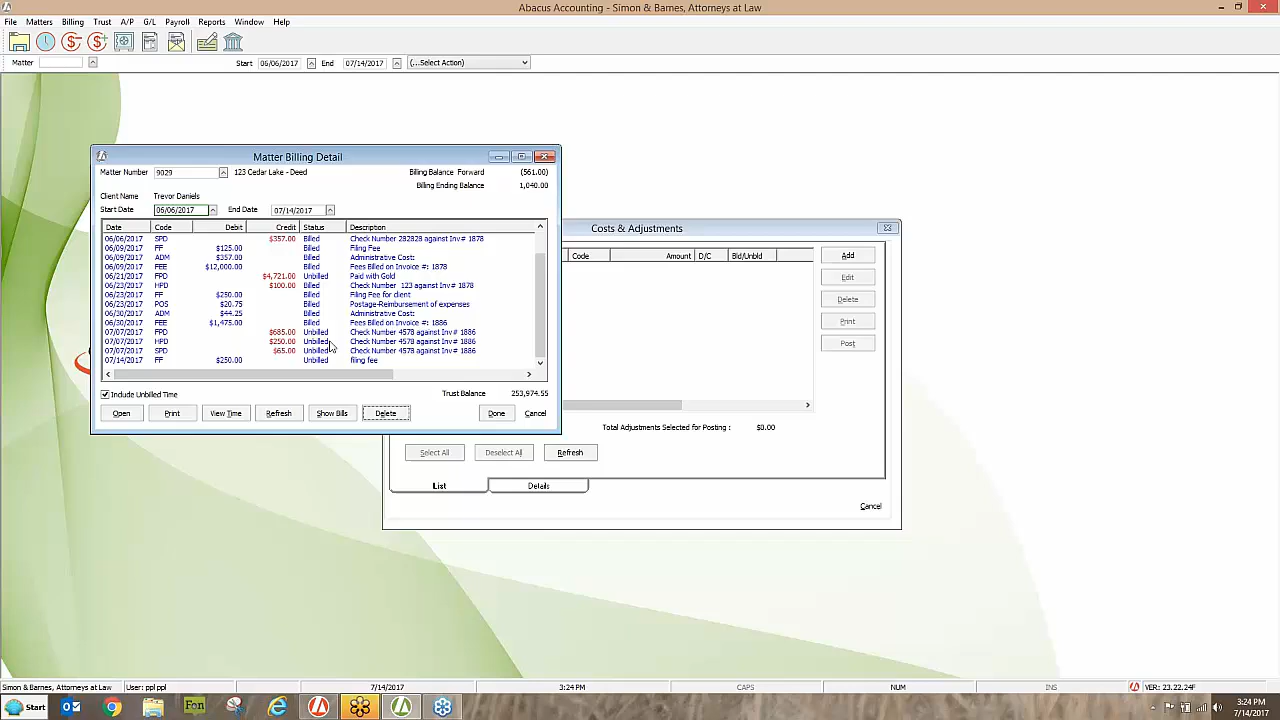 Abacus Accounting - Simon & Barnes, Attorneys at Law
File Matters Billing Trust A/P G/L Payroll Reports Window Help
Matter Start 06/06/2017 End 07/14/2017 (...Select Action)
Matter Billing Detail
Matter Number 9029 123 Cedar Lake - Deed Billing Balance Forward (561.00)
Billing Ending Balance 1,040.00
Client Name Trevor Daniels
Start Date 06/06/2017 End Date 07/14/2017
Date Code Debit Credit Status Description
06/06/2017 SPD $357.00 Billed Check Number 282828 against Inv# 1878
06/09/2017 FF $125.00 Billed Filing Fee
06/09/2017 ADM $357.00 Billed Administrative Cost:
06/09/2017 FEE $12,000.00 Billed Fees Billed on Invoice #: 1878
06/21/2017 FPD $4,721.00 Unbilled Paid with Gold
06/23/2017 HPD $100.00 Billed Check Number 123 against Inv# 1878
06/23/2017 FF $250.00 Billed Filing Fee for client
06/23/2017 POS $20.75 Billed Postage-Reimbursement of expenses
06/30/2017 ADM $44.25 Billed Administrative Cost:
06/30/2017 FEE $1,475.00 Billed Fees Billed on Invoice #: 1886
07/07/2017 FPD $685.00 Unbilled Check Number 4578 against Inv# 1886
07/07/2017 HPD $250.00 Unbilled Check Number 4578 against Inv# 1886
07/07/2017 SPD $65.00 Unbilled Check Number 4578 against Inv# 1886
07/14/2017 FF $250.00 Unbilled filing fee
Include Unbilled Time Trust Balance 253,974.55
Open Print View Time Refresh Show Bills Delete Done Cancel
Costs & Adjustments
Code Amount D/C Bld/Unbld
Add
Edit
Delete
Print
Post
Total Adjustments Selected for Posting : $0.00
Select All Deselect All Refresh
List Details
Cancel
Simon & Barnes, Attorneys at Law User: ppl ppl 7/14/2017 3:24 PM CAPS NUM INS VER: 23.22.24F
Start Fon 3:24 PM
7/14/2017